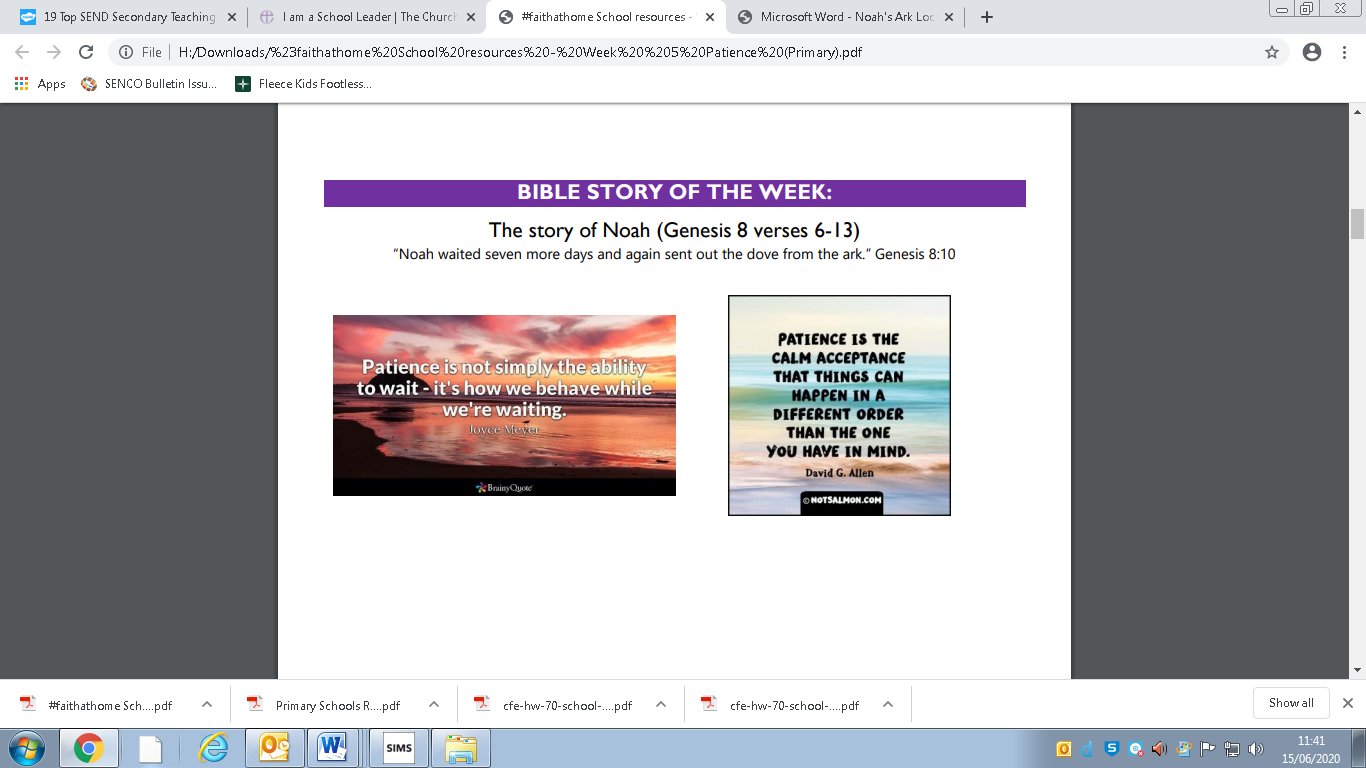 19 Top SEND Secondary Teaching
I am a School Leader | The Church
#faithathome School resources -
Microsoft Word - Noah's Ark Loc
File | H:/Downloads/%23faithathome%20School%20resources%20-%20Week%20%205%20Patience%20(Primary).pdf
Apps
SENCO Bulletin Issu...
Fleece Kids Footless...
BIBLE STORY OF THE WEEK:
The story of Noah (Genesis 8 verses 6-13)
"Noah waited seven more days and again sent out the dove from the ark." Genesis 8:10
Patience is not simply the ability
to wait - it's how we behave while
we're waiting.
Joyce Meyer
BrainyQuote
PATIENCE IS THE
CALM ACCEPTANCE
THAT THINGS CAN
HAPPEN IN A
DIFFERENT ORDER
THAN THE ONE
YOU HAVE IN MIND.
David G. Allen
© NOTSALMON.COM
#faithathome Sch....pdf
Primary Schools R....pdf
cfe-hw-70-school-....pdf
cfe-hw-70-school-....pdf
Show all
SIMS
11:41
15/06/2020